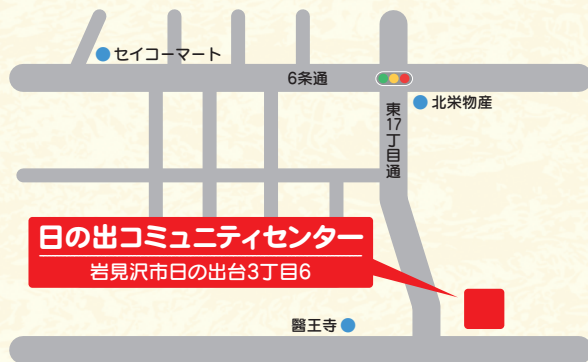 セイコーマート
6条通
北栄物産
東17丁目通
日の出コミュニティセンター
岩見沢市日の出台3丁目6
醫王寺